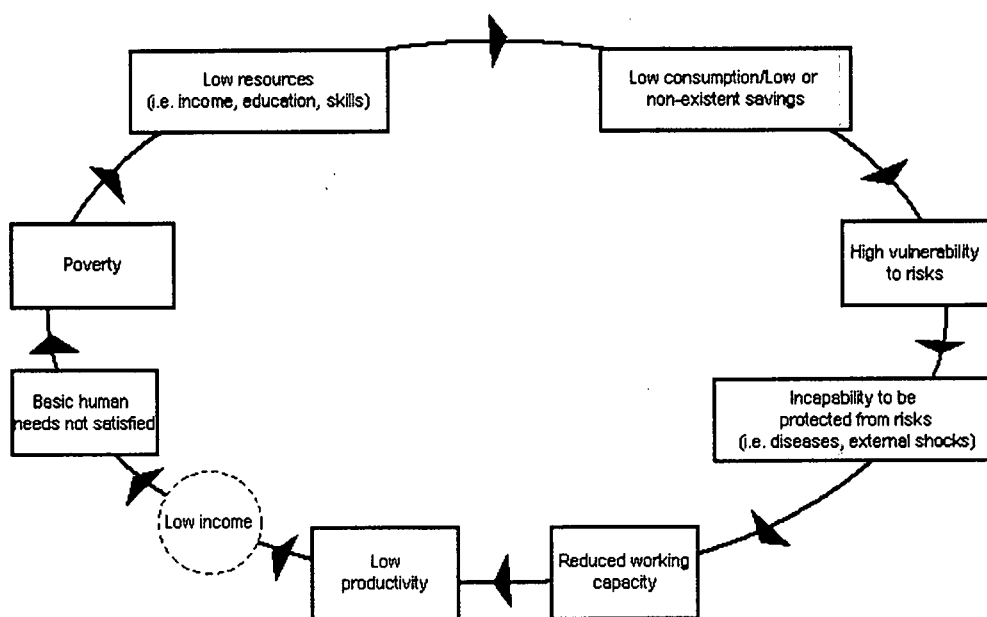 Low resources
(i.e. income, education, skills)
Low consumption/Low or
non-existent savings
High vulnerability
to risks
Incapability to be
protected from risks
(i.e. diseases, external shocks)
Reduced working
capacity
Low
productivity
Low income
Basic human
needs not satisfied
Poverty